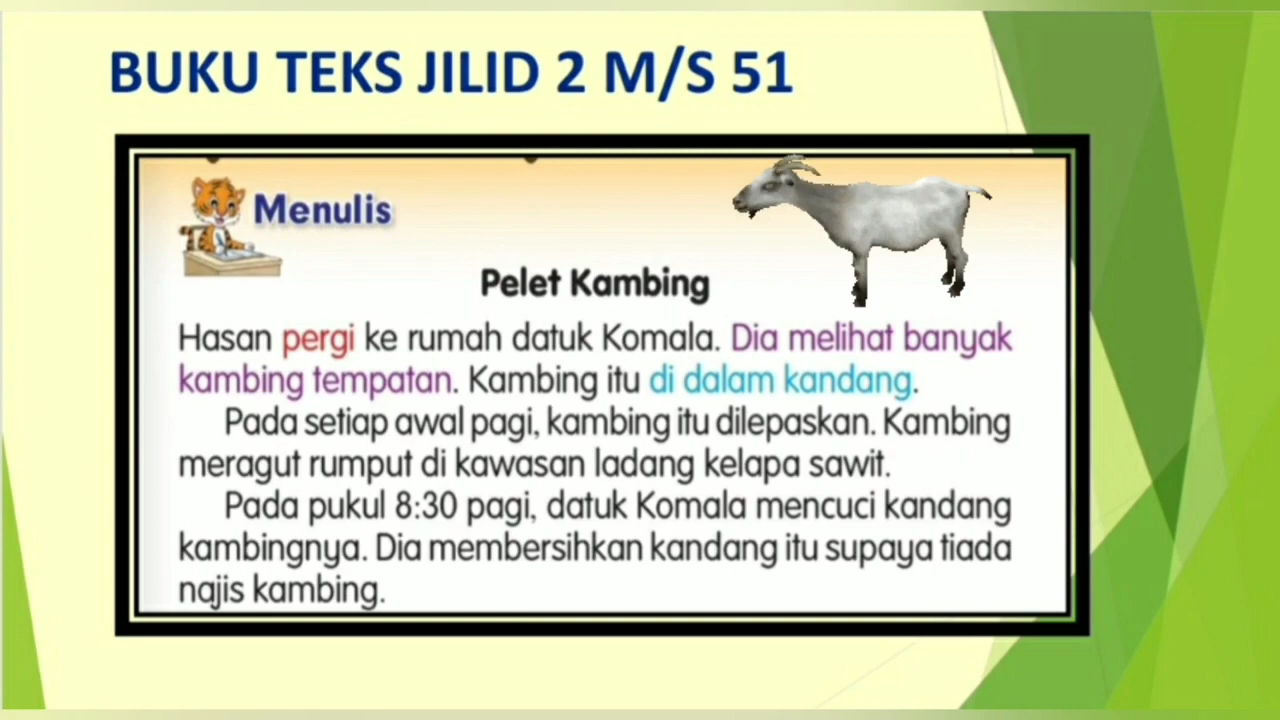 BUKU TEKS JILID 2 M/S 51
Menulis
Pelet Kambing
Hasan pergi ke rumah datuk Komala. Dia melihat banyak
kambing tempatan. Kambing itu di dalam kandang.
Pada setiap awal pagi, kambing itu dilepaskan. Kambing
meragut rumput di kawasan ladang kelapa sawit.
Pada pukul 8:30 pagi, datuk Komala mencuci kandang
kambingnya. Dia membersihkan kandang itu supaya tiada
najis kambing.